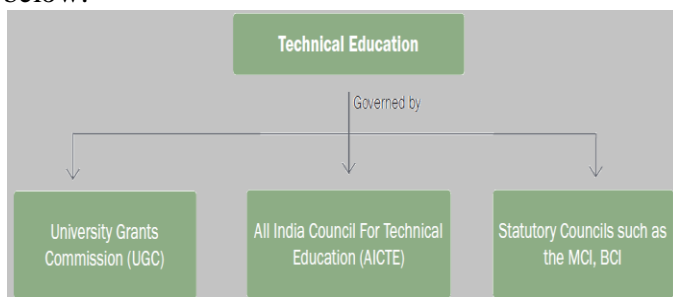 below:
Technical Education
Governed by
University Grants
Commission (UGC)
All India Council For Technical
Education (AICTE)
Statutory Councils such as
the MCI, BCI